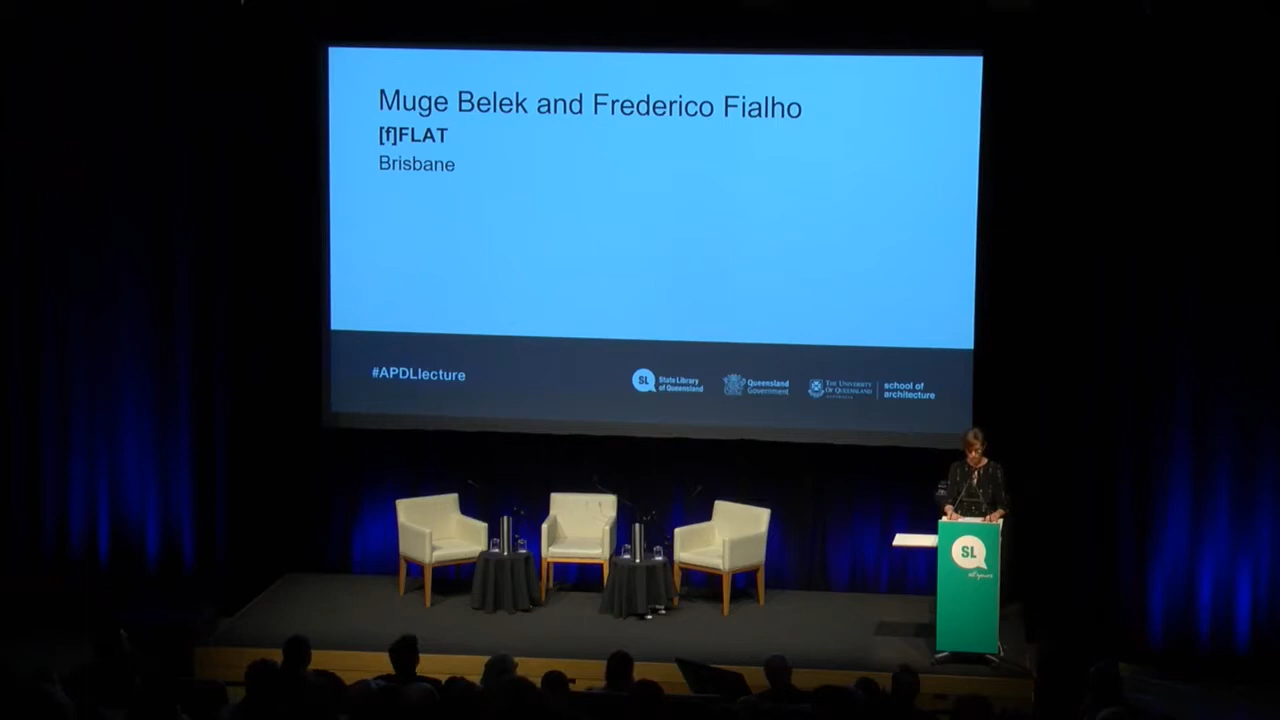 Muge Belek and Frederico Fialho
[f]FLAT
Brisbane
#APDLlecture
SL State Library of Queensland
Queensland Government
THE UNIVERSITY OF QUEENSLAND AUSTRALIA
school of architecture
SL